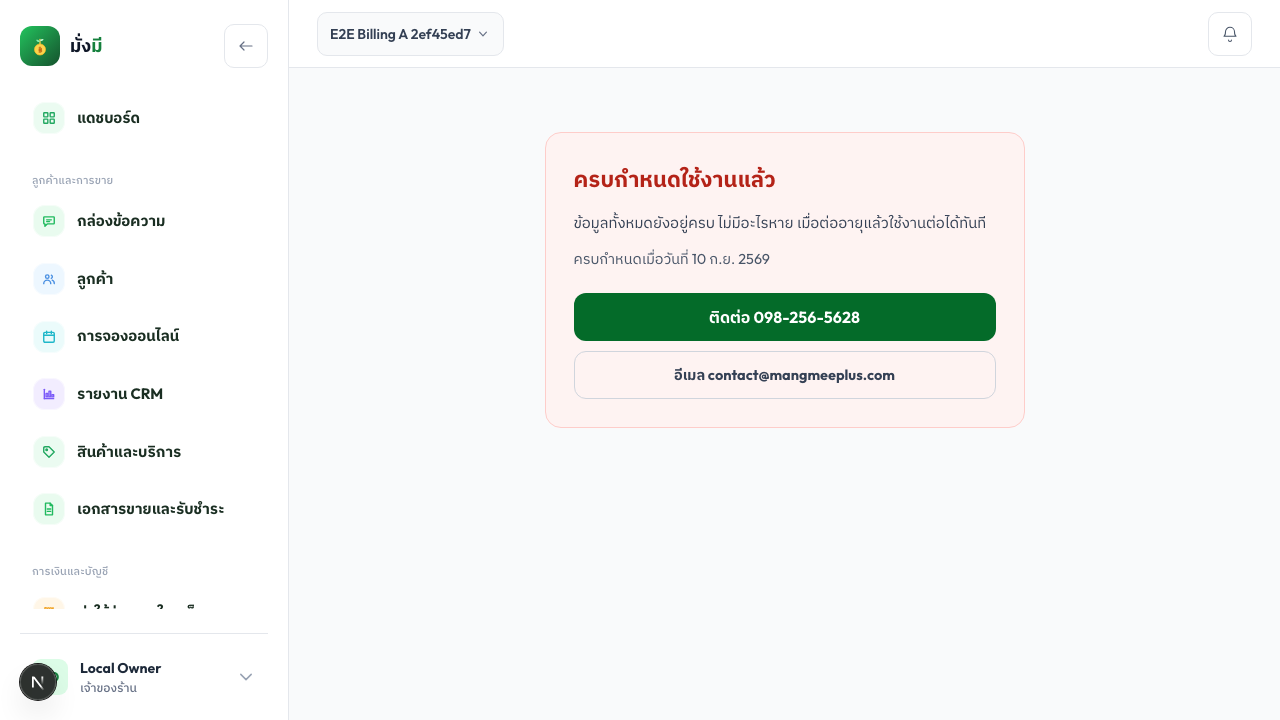 มั่งมี
E2E Billing A 2ef45ed7
แดชบอร์ด
ลูกค้าและการขาย
กล่องข้อความ
ลูกค้า
การจองออนไลน์
รายงาน CRM
สินค้าและบริการ
เอกสารขายและรับชำระ
การเงินและบัญชี
Local Owner
เจ้าของร้าน
N
ครบกำหนดใช้งานแล้ว
ข้อมูลทั้งหมดยังอยู่ครบ ไม่มีอะไรหาย เมื่อต่ออายุแล้วใช้งานต่อได้ทันที
ครบกำหนดเมื่อวันที่ 10 ก.ย. 2569
ติดต่อ 098-256-5628
อีเมล contact@mangmeeplus.com